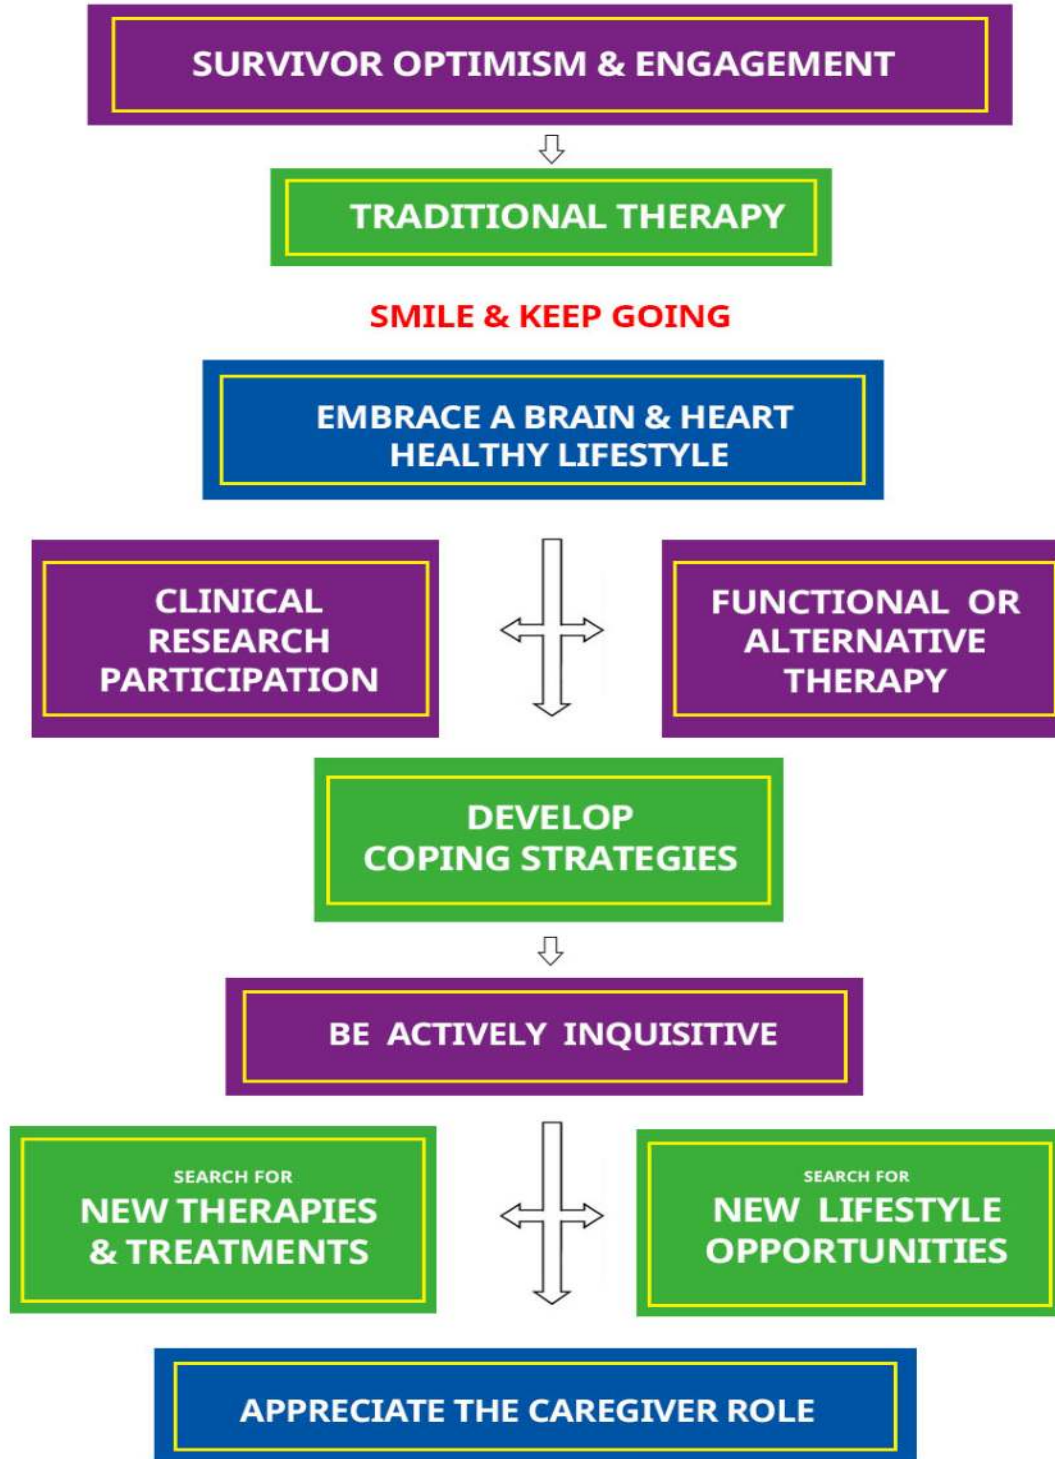 SURVIVOR OPTIMISM & ENGAGEMENT
TRADITIONAL THERAPY
SMILE & KEEP GOING
EMBRACE A BRAIN & HEART
HEALTHY LIFESTYLE
CLINICAL
RESEARCH
PARTICIPATION
FUNCTIONAL OR
ALTERNATIVE
THERAPY
DEVELOP
COPING STRATEGIES
BE ACTIVELY INQUISITIVE
SEARCH FOR
NEW THERAPIES
& TREATMENTS
SEARCH FOR
NEW LIFESTYLE
OPPORTUNITIES
APPRECIATE THE CAREGIVER ROLE